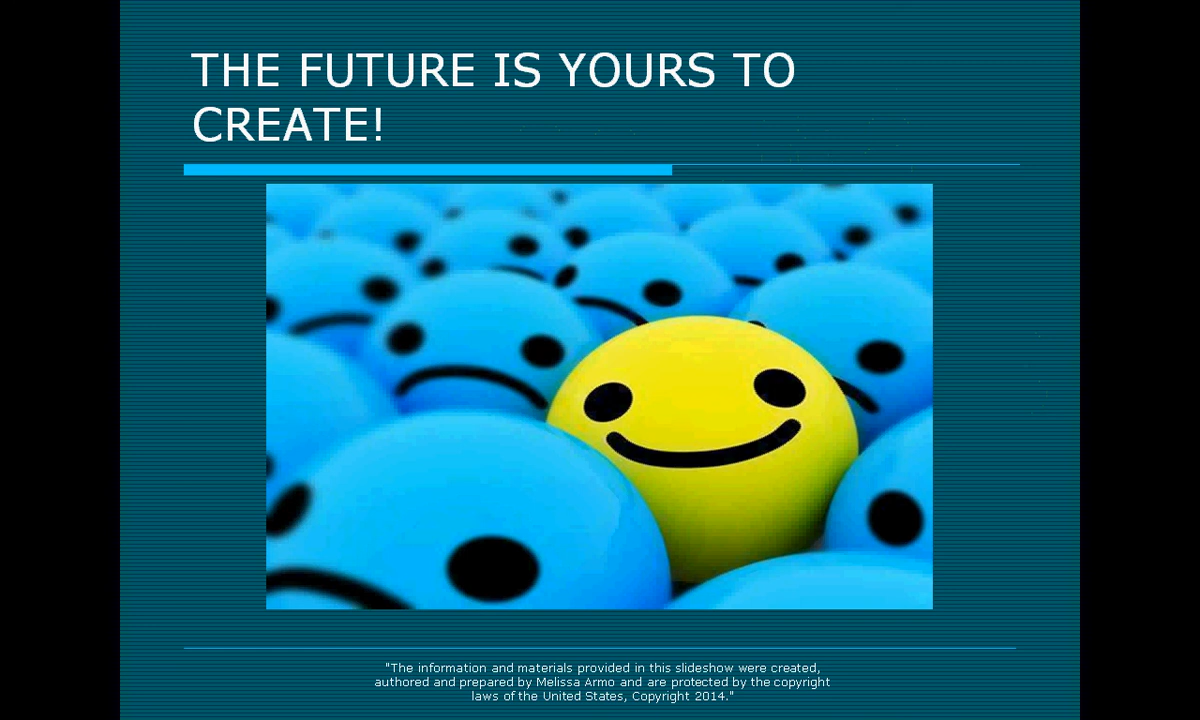 THE FUTURE IS YOURS TO
CREATE!
"The information and materials provided in this slideshow were created,
authored and prepared by Melissa Armo and are protected by the copyright
laws of the United States, Copyright 2014."